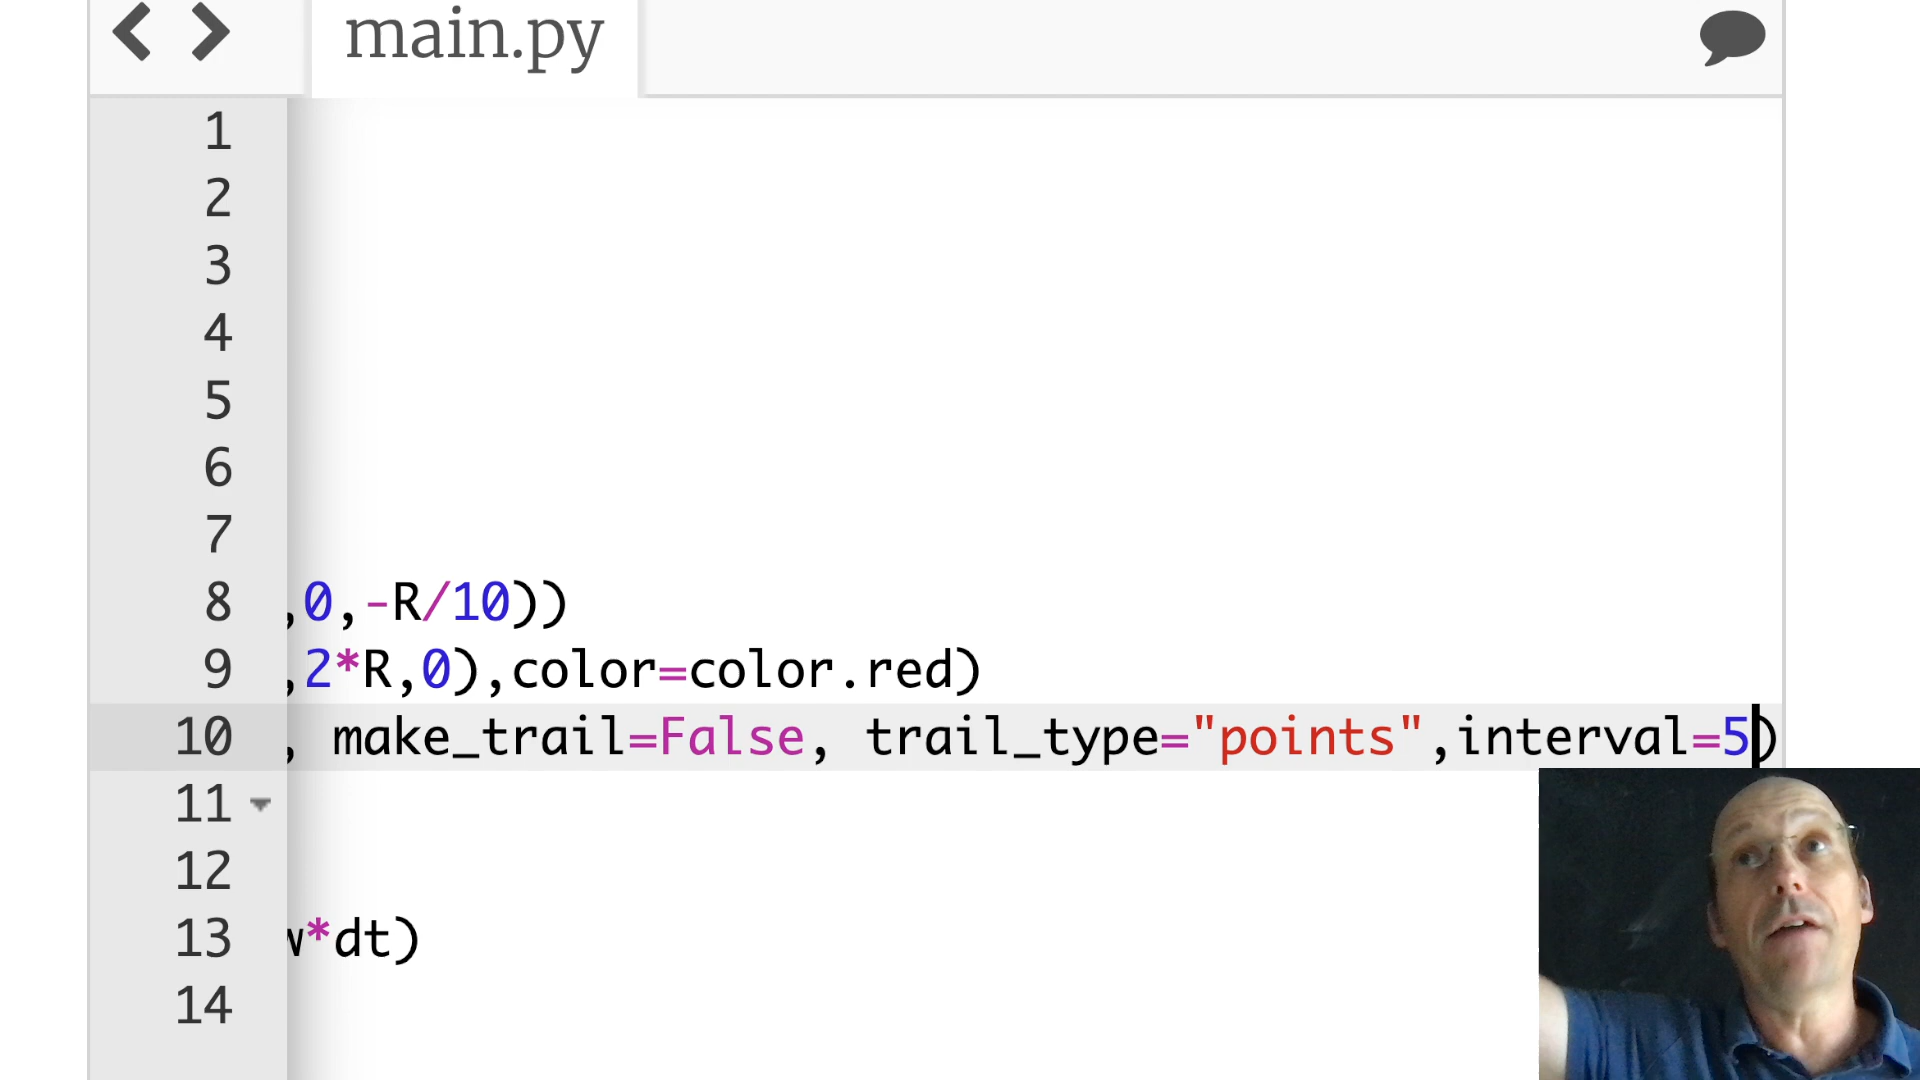 main.py
1
2
3
4
5
6
7
8 ,0,-R/10))
9 ,2*R,0),color=color.red)
10 , make_trail=False, trail_type="points",interval=5)
11
12
13 w*dt)
14